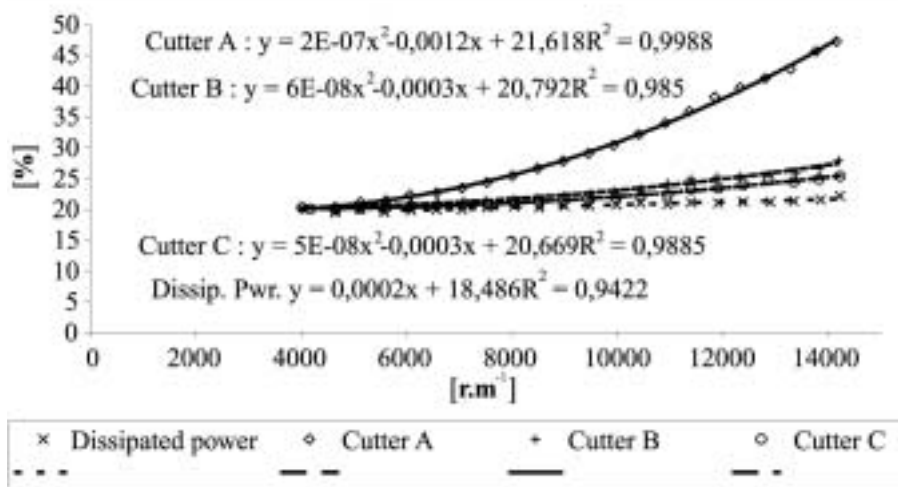 50
Cutter A : y = 2E-07x²-0,0012x + 21,618R² = 0,9988
45
40
Cutter B : y = 6E-08x²-0,0003x + 20,792R² = 0,985
35
30
25
20
15
Cutter C : y = 5E-08x²-0,0003x + 20,669R² = 0,9885
10
Dissip. Pwr. y = 0,0002x + 18,486R² = 0,9422
5
0
[%]
0 2000 4000 6000 8000 10000 12000 14000
[r.m⁻¹]
Dissipated power Cutter A Cutter B Cutter C